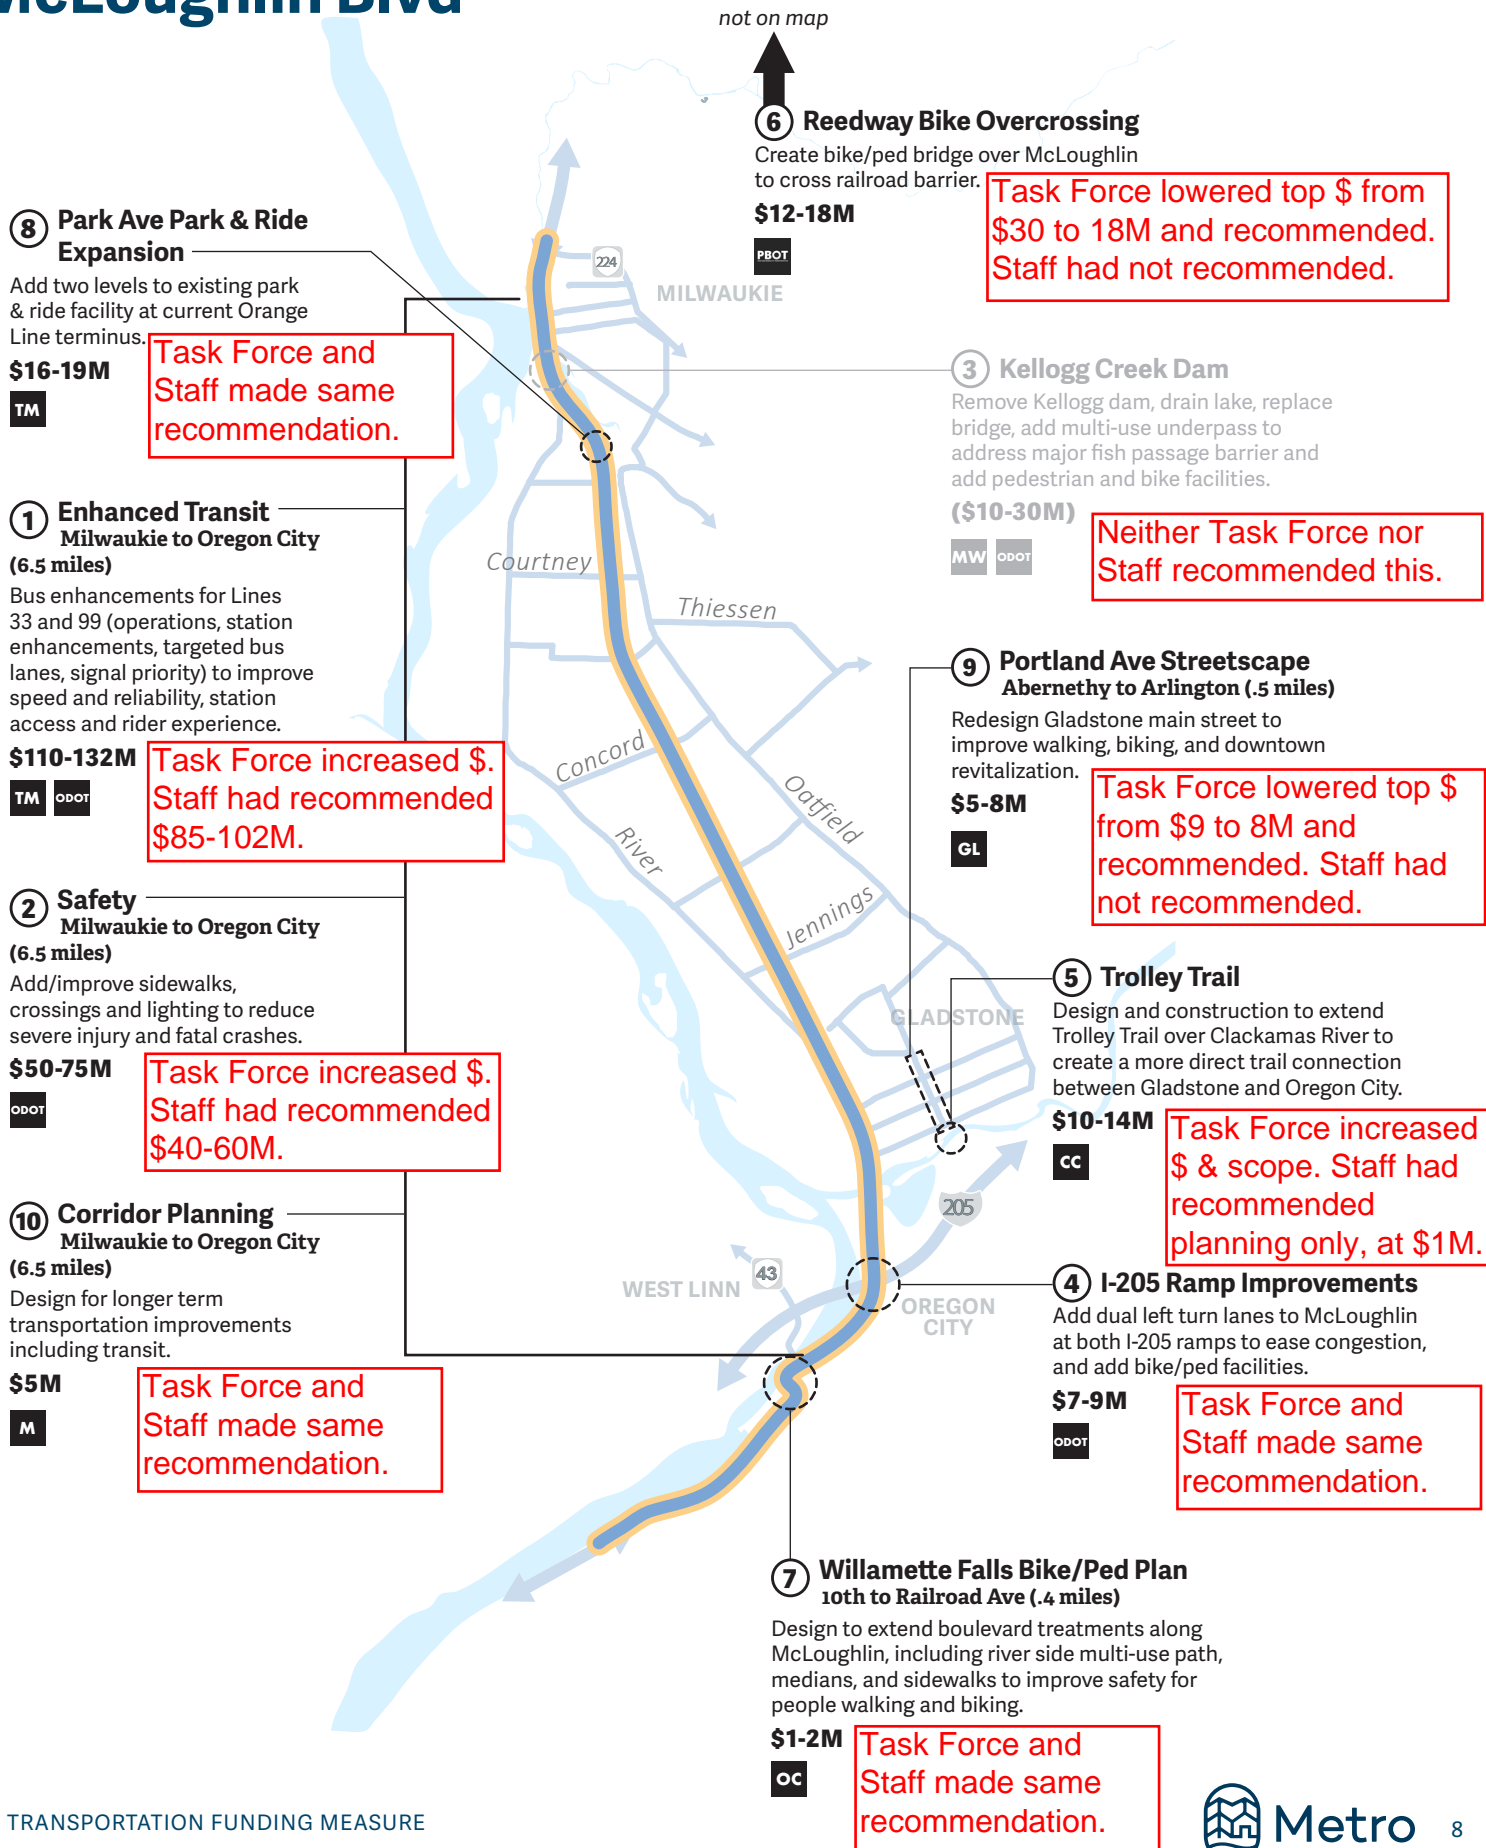 McLoughlin Blvd
not on map
6 Reedway Bike Overcrossing
Create bike/ped bridge over McLoughlin
to cross railroad barrier.
$12-18M
PBOT
Task Force lowered top $ from
$30 to 18M and recommended.
Staff had not recommended.
8 Park Ave Park & Ride
Expansion
Add two levels to existing park
& ride facility at current Orange
Line terminus.
$16-19M
TM
Task Force and
Staff made same
recommendation.
224
MILWAUKIE
3 Kellogg Creek Dam
Remove Kellogg dam, drain lake, replace
bridge, add multi-use underpass to
address major fish passage barrier and
add pedestrian and bike facilities.
($10-30M)
MW ODOT
Neither Task Force nor
Staff recommended this.
1 Enhanced Transit
Milwaukie to Oregon City
(6.5 miles)
Bus enhancements for Lines
33 and 99 (operations, station
enhancements, targeted bus
lanes, signal priority) to improve
speed and reliability, station
access and rider experience.
$110-132M
TM ODOT
Task Force increased $.
Staff had recommended
$85-102M.
Courtney
Thiessen
Concord
Oatfield
River
Jennings
GLADSTONE
9 Portland Ave Streetscape
Abernethy to Arlington (.5 miles)
Redesign Gladstone main street to
improve walking, biking, and downtown
revitalization.
$5-8M
GL
Task Force lowered top $
from $9 to 8M and
recommended. Staff had
not recommended.
2 Safety
Milwaukie to Oregon City
(6.5 miles)
Add/improve sidewalks,
crossings and lighting to reduce
severe injury and fatal crashes.
$50-75M
ODOT
Task Force increased $.
Staff had recommended
$40-60M.
5 Trolley Trail
Design and construction to extend
Trolley Trail over Clackamas River to
create a more direct trail connection
between Gladstone and Oregon City.
$10-14M
CC
Task Force increased
$ & scope. Staff had
recommended
planning only, at $1M.
10 Corridor Planning
Milwaukie to Oregon City
(6.5 miles)
Design for longer term
transportation improvements
including transit.
$5M
M
Task Force and
Staff made same
recommendation.
205
43
WEST LINN
OREGON
CITY
4 I-205 Ramp Improvements
Add dual left turn lanes to McLoughlin
at both I-205 ramps to ease congestion,
and add bike/ped facilities.
$7-9M
ODOT
Task Force and
Staff made same
recommendation.
7 Willamette Falls Bike/Ped Plan
10th to Railroad Ave (.4 miles)
Design to extend boulevard treatments along
McLoughlin, including river side multi-use path,
medians, and sidewalks to improve safety for
people walking and biking.
$1-2M
OC
Task Force and
Staff made same
recommendation.
TRANSPORTATION FUNDING MEASURE
Metro
8